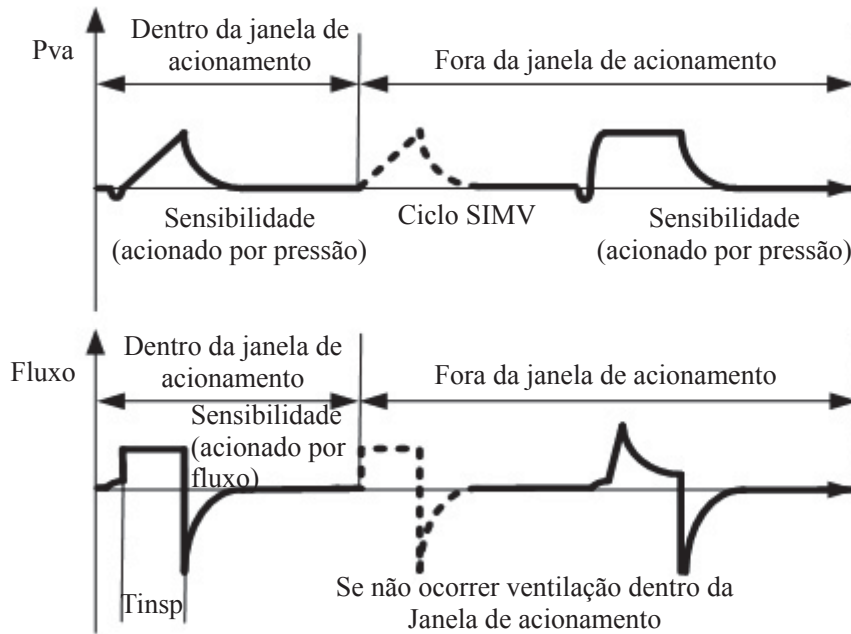 Dentro da janela de
acionamento
Pva
Fora da janela de acionamento
Sensibilidade
(acionado por pressão)
Ciclo SIMV
Sensibilidade
(acionado por pressão)
Dentro da janela de
acionamento
Fluxo
Fora da janela de acionamento
Sensibilidade
(acionado por
fluxo)
Tinsp
Se não ocorrer ventilação dentro da
Janela de acionamento